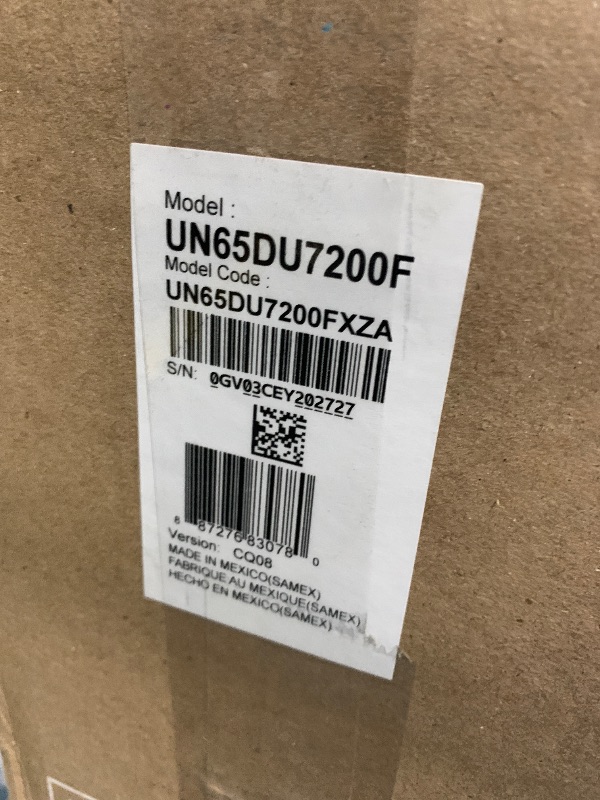 Model :
UN65DU7200F
Model Code :
UN65DU7200FXZA
S/N: 0GV03CEY202727
8 87276 83078 0
Version: CQ08
MADE IN MEXICO(SAMEX)
FABRIQUE AU MEXIQUE(SAMEX)
HECHO EN MEXICO(SAMEX)